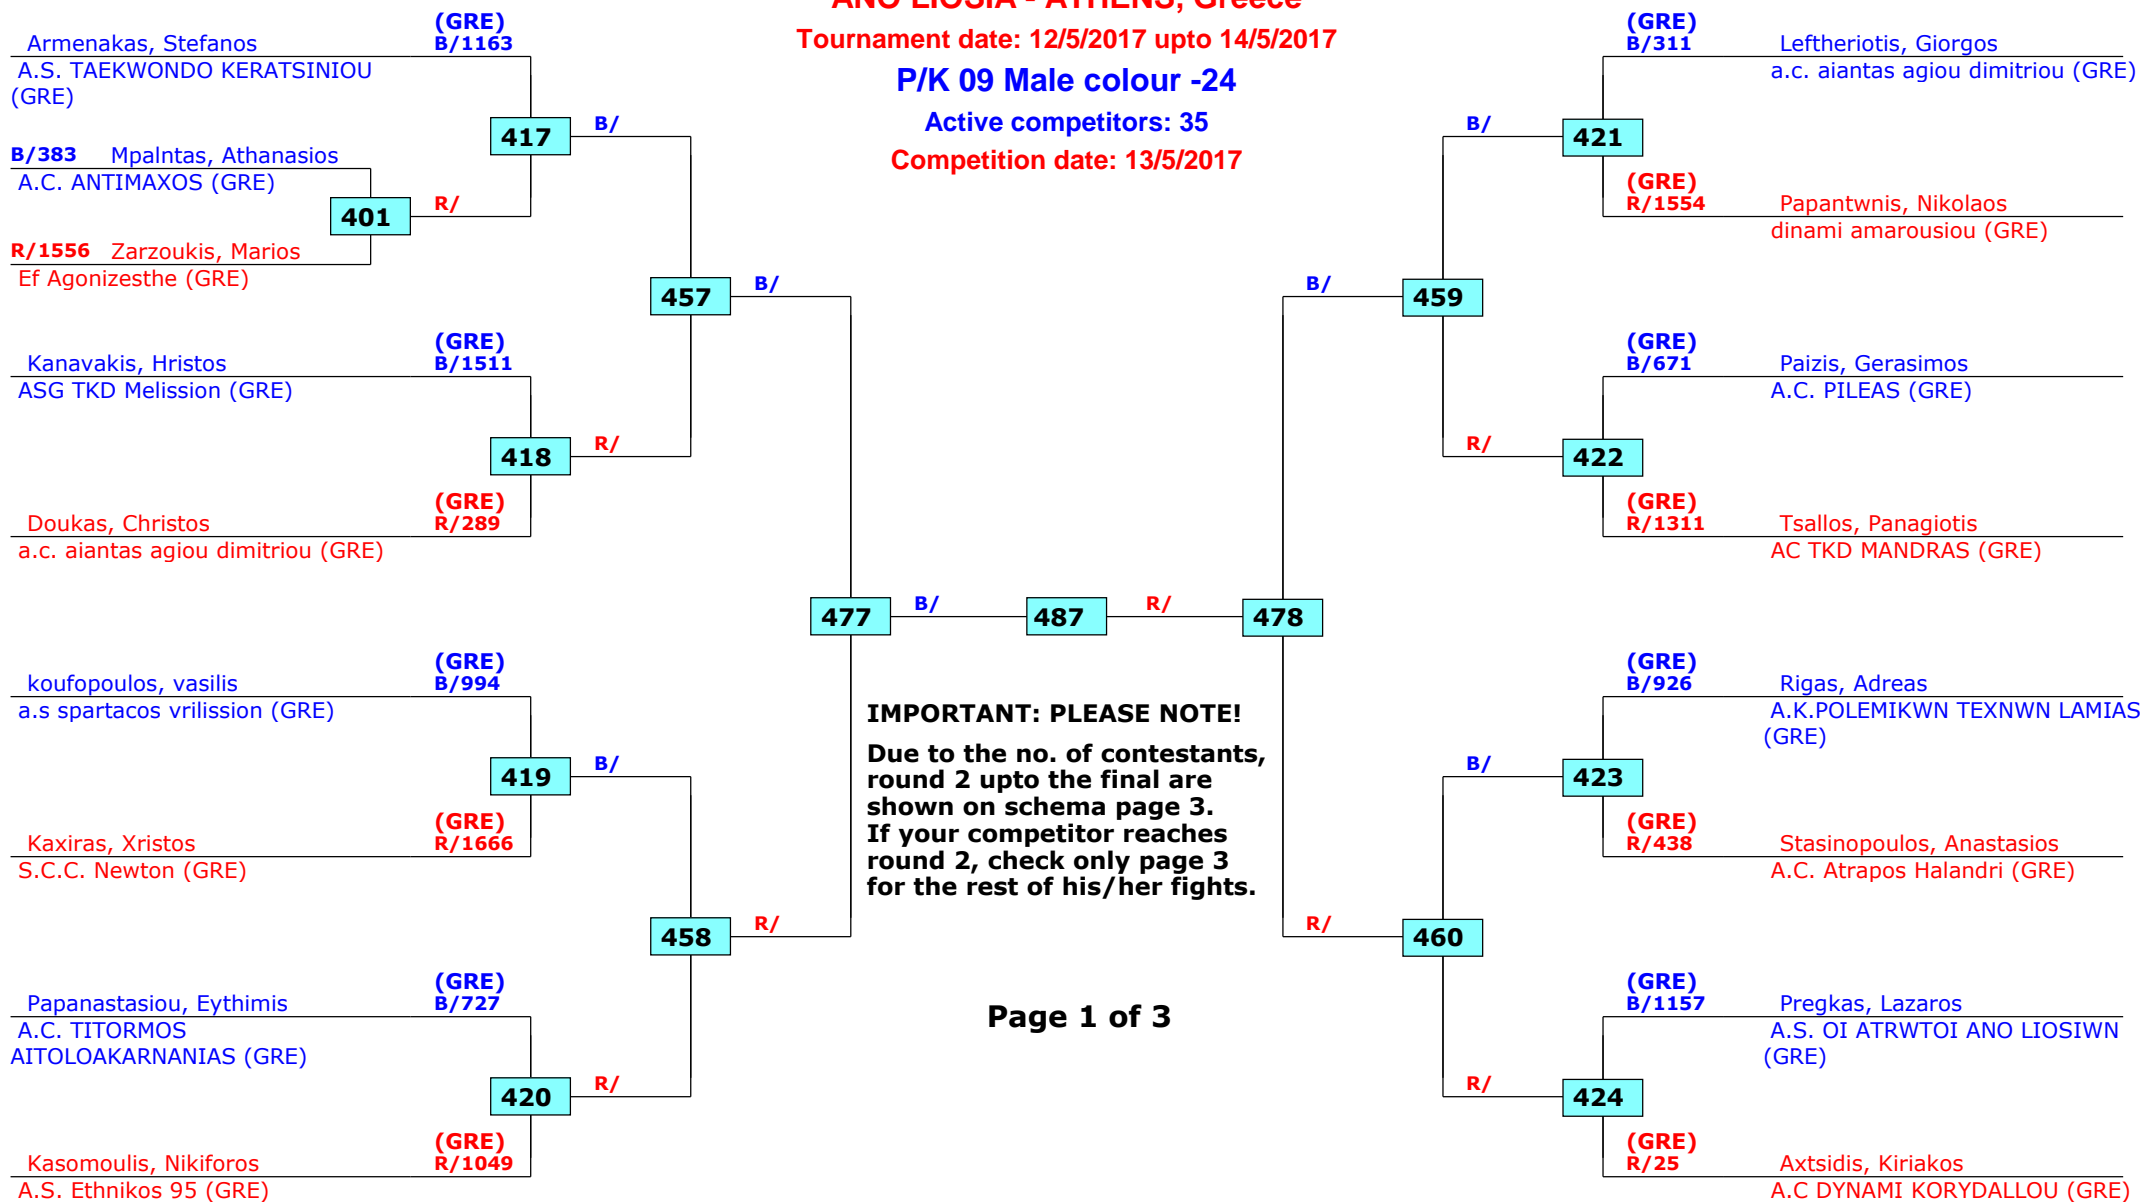 ANO LIOSIA - ATHENS, Greece
Tournament date: 12/5/2017 upto 14/5/2017
P/K 09 Male colour -24
Active competitors: 35
Competition date: 13/5/2017
(GRE)
Armenakas, Stefanos B/1163
A.S. TAEKWONDO KERATSINIOU
(GRE)
417
B/
B/383 Mpalntas, Athanasios
A.C. ANTIMAXOS (GRE)
401
R/
R/1556 Zarzoukis, Marios
Ef Agonizesthe (GRE)
457
B/
(GRE)
Kanavakis, Hristos B/1511
ASG TKD Melission (GRE)
418
R/
(GRE)
Doukas, Christos R/289
a.c. aiantas agiou dimitriou (GRE)
477
B/
487
R/
478
(GRE)
koufopoulos, vasilis B/994
a.s spartacos vrilission (GRE)
419
B/
(GRE)
Kaxiras, Xristos R/1666
S.C.C. Newton (GRE)
458
R/
(GRE)
Papanastasiou, Eythimis B/727
A.C. TITORMOS
AITOLOAKARNANIAS (GRE)
420
R/
(GRE)
Kasomoulis, Nikiforos R/1049
A.S. Ethnikos 95 (GRE)
IMPORTANT: PLEASE NOTE!
Due to the no. of contestants,
round 2 upto the final are
shown on schema page 3.
If your competitor reaches
round 2, check only page 3
for the rest of his/her fights.
Page 1 of 3
(GRE)
B/311 Leftheriotis, Giorgos
a.c. aiantas agiou dimitriou (GRE)
B/
421
(GRE)
R/1554 Papantwnis, Nikolaos
dinami amarousiou (GRE)
B/
459
(GRE)
B/671 Paizis, Gerasimos
A.C. PILEAS (GRE)
R/
422
(GRE)
R/1311 Tsallos, Panagiotis
AC TKD MANDRAS (GRE)
(GRE)
B/926 Rigas, Adreas
A.K.POLEMIKWN TEXNWN LAMIAS
(GRE)
B/
423
(GRE)
R/438 Stasinopoulos, Anastasios
A.C. Atrapos Halandri (GRE)
R/
460
(GRE)
B/1157 Pregkas, Lazaros
A.S. OI ATRWTOI ANO LIOSIWN
(GRE)
R/
424
(GRE)
R/25 Axtsidis, Kiriakos
A.C DYNAMI KORYDALLOU (GRE)